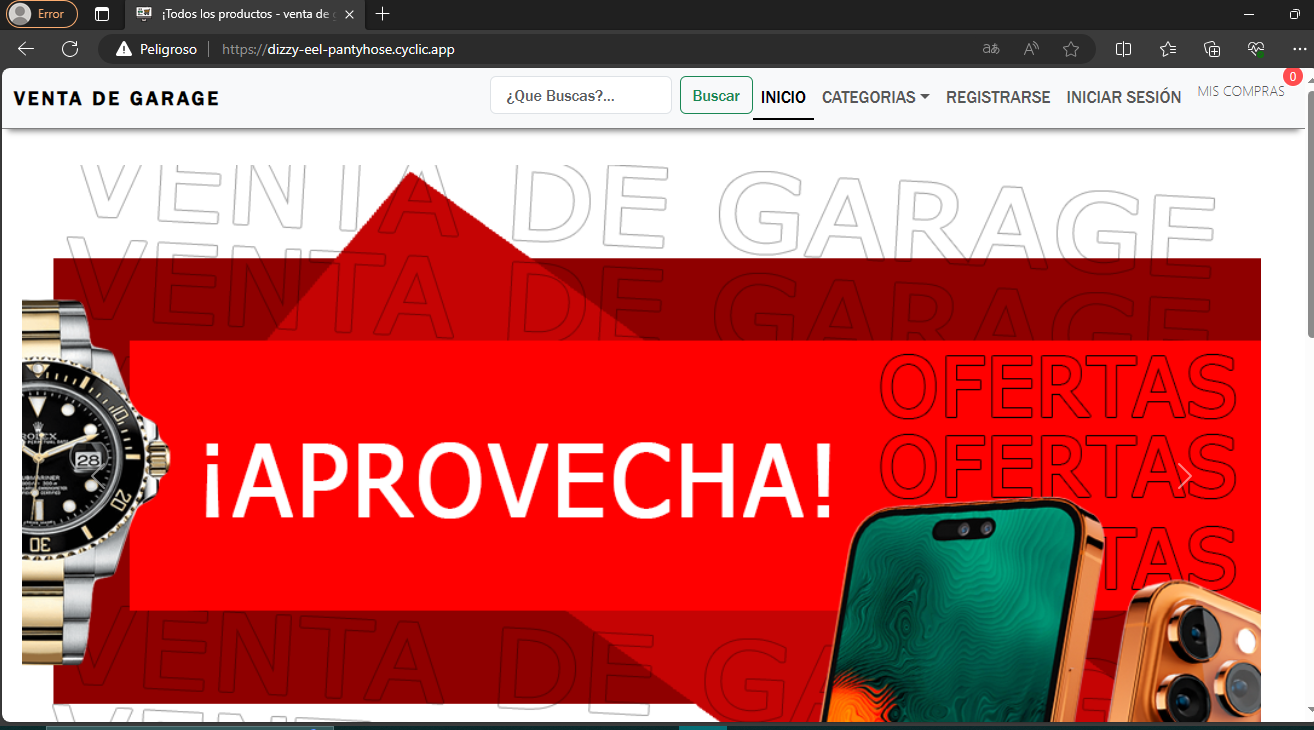 Error
¡Todos los productos - venta de g
Peligroso
https://dizzy-eel-pantyhose.cyclic.app
VENTA DE GARAGE
¿Que Buscas?...
Buscar
INICIO
CATEGORIAS
REGISTRARSE
INICIAR SESIÓN
MIS COMPRAS
0
VENTA DE GARAGE
VENTA DE GARAGE
OFERTAS
OFERTAS
TAS
¡APROVECHA!
ROLEX
28
20
30
VENTA DE GA